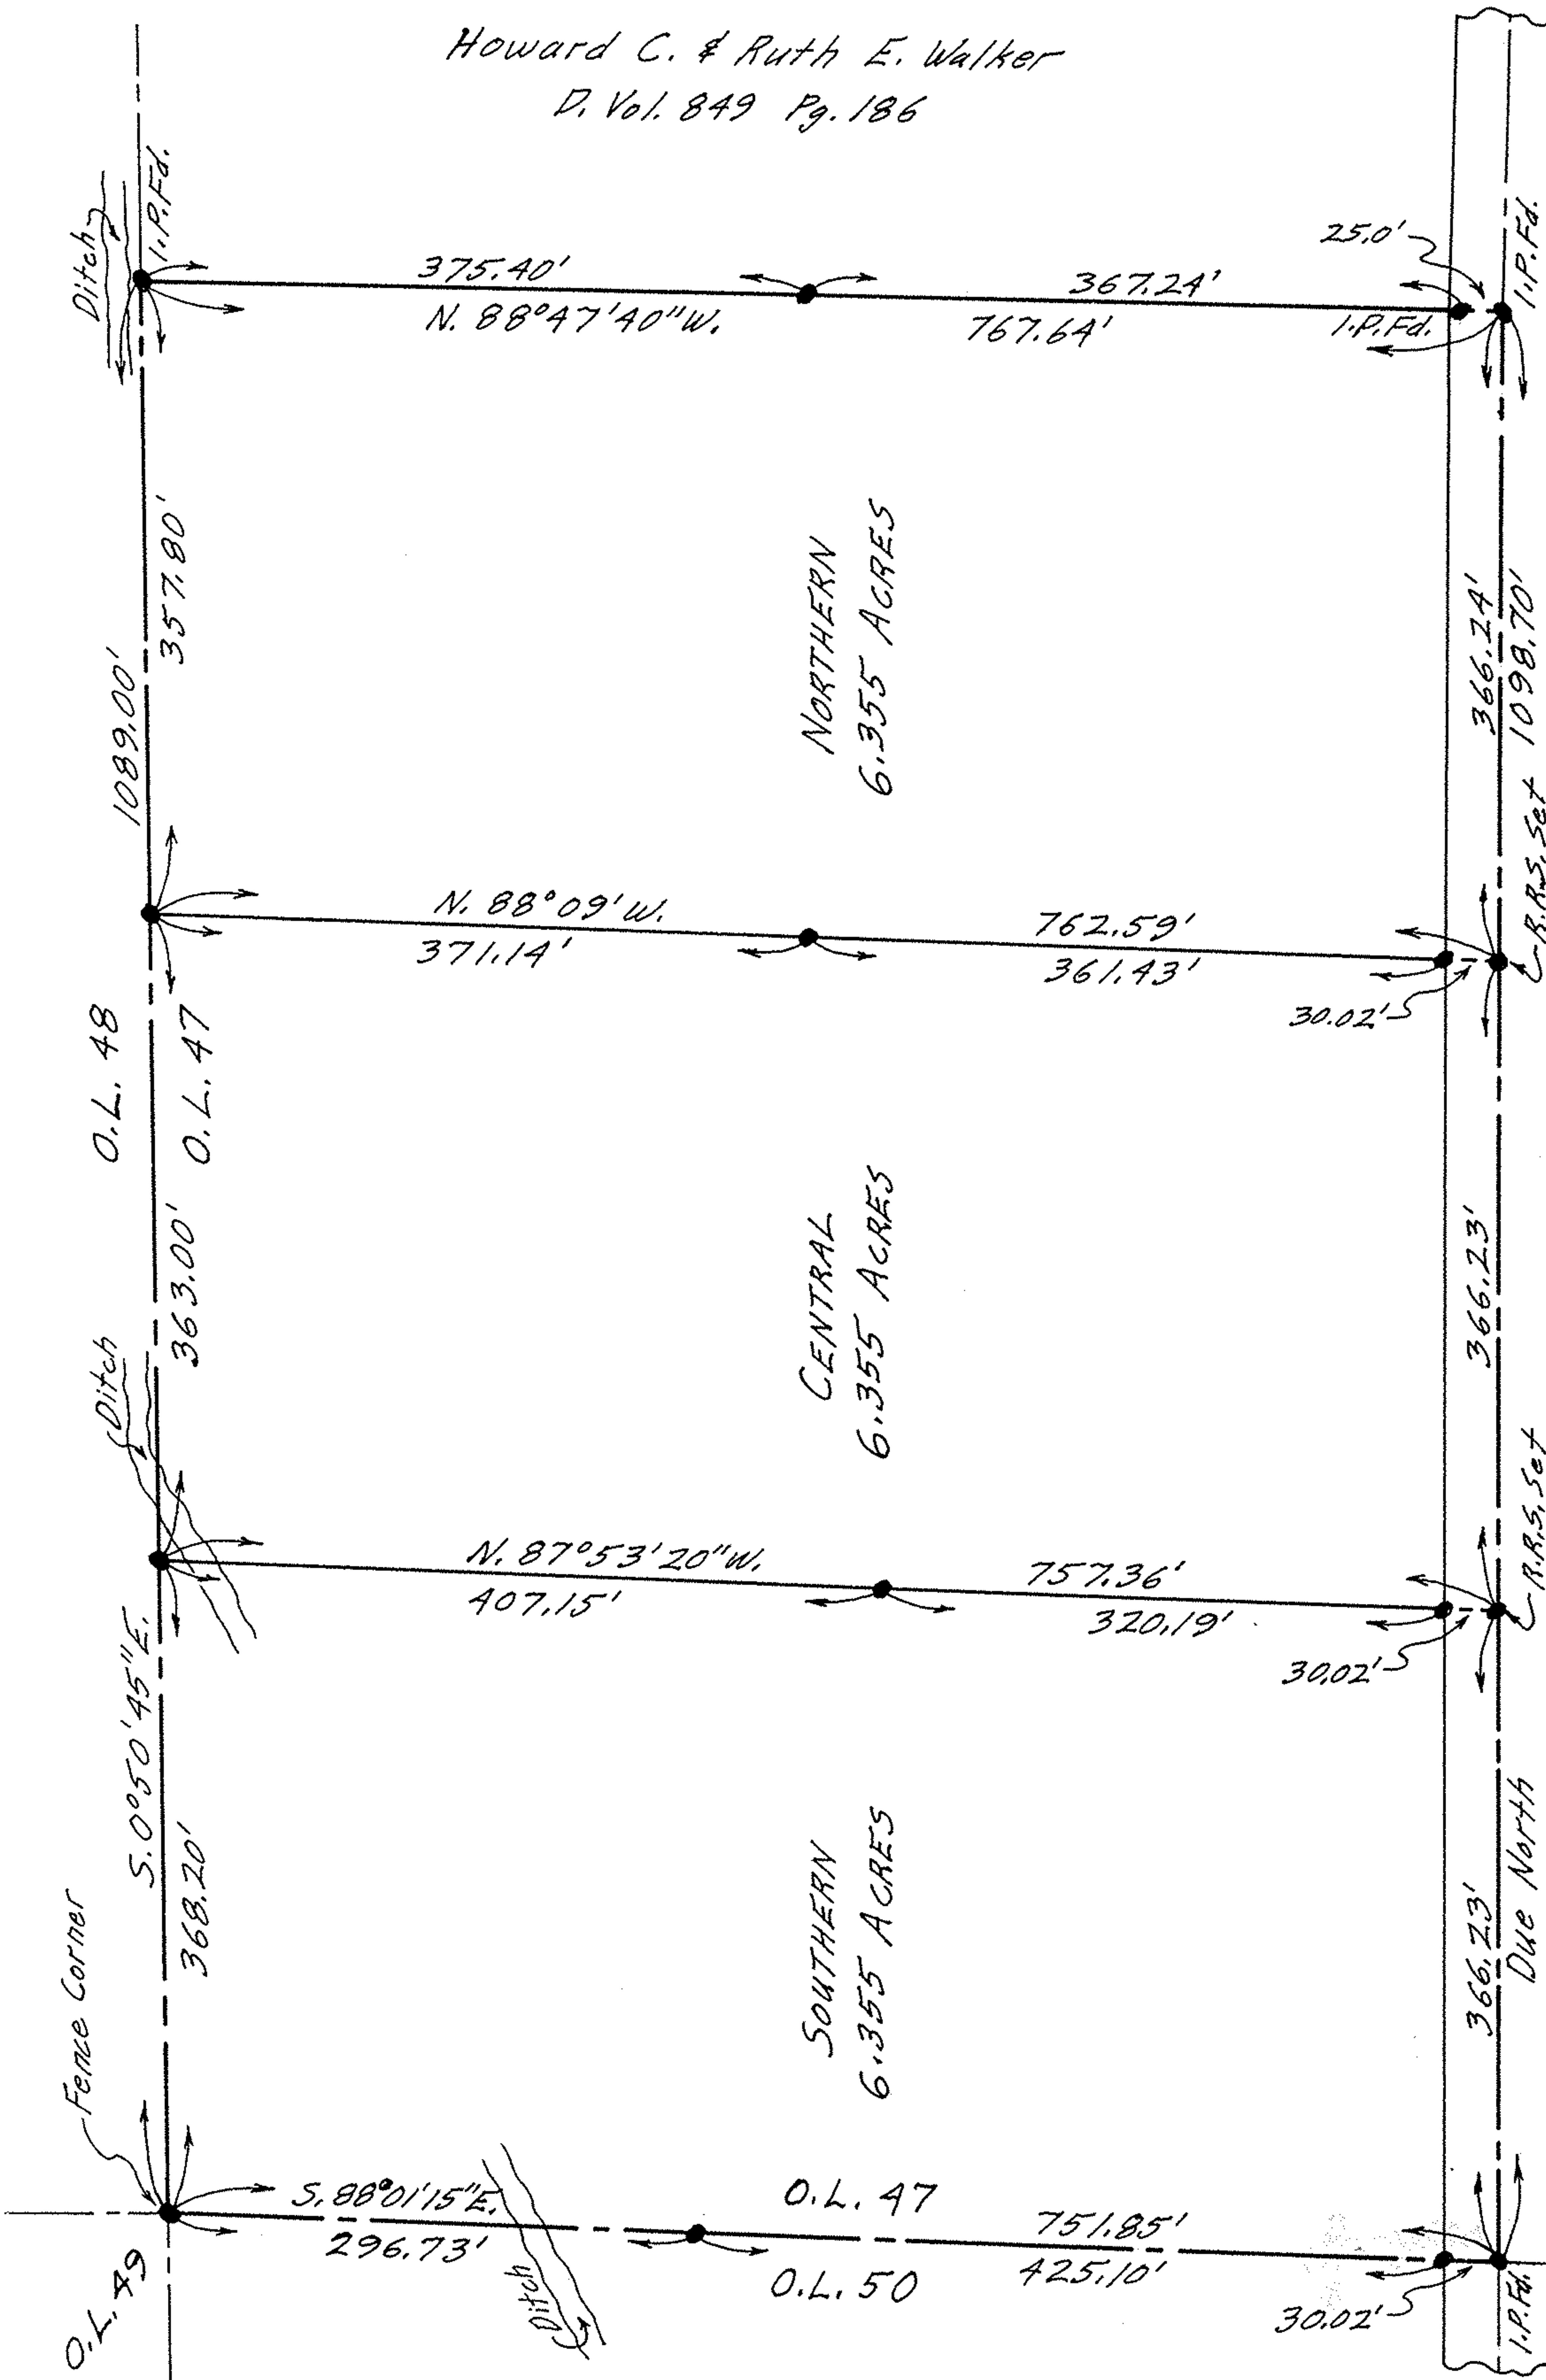 Howard C. & Ruth E. Walker
D. Vol. 849 Pg. 186
Ditch
I.P.Fd.
375.40'
N. 88°47'40"W.
367.24'
767.64'
25.0'
I.P.Fd.
I.P.Fd.
1089.00'
357.80'
NORTHERN
6.355 ACRES
366.24'
1098.70'
N. 88°09'W.
371.14'
762.59'
361.43'
30.02'
R.R.S. Set
O.L. 48
O.L. 47
363.00'
CENTRAL
6.355 ACRES
366.23'
Ditch
N. 87°53'20"W.
407.15'
757.36'
320.19'
30.02'
R.R.S. Set
S. 0°50'45"E.
368.20'
SOUTHERN
6.355 ACRES
366.23'
Due North
Fence Corner
S. 88°01'15"E.
296.73'
O.L. 47
751.85'
O.L. 50
425.10'
30.02'
I.P.Fd.
O.L. 49
Ditch